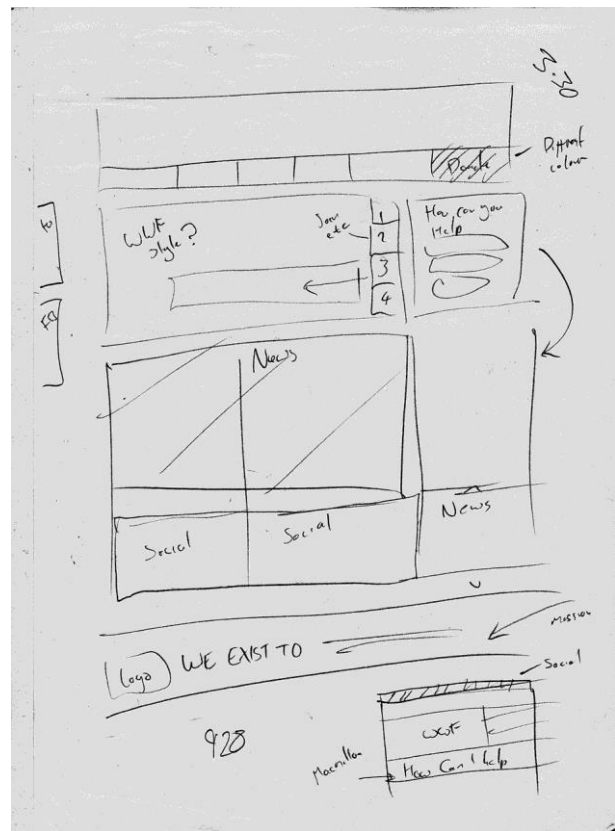 5.30
Donate
Different
colour
WWF
style?
Join
etc
1
2
3
4
How can you
Help
News
News
Social
Social
Mission
Logo
WE EXIST TO
Social
928
WWF
Macmillan
How Can I help